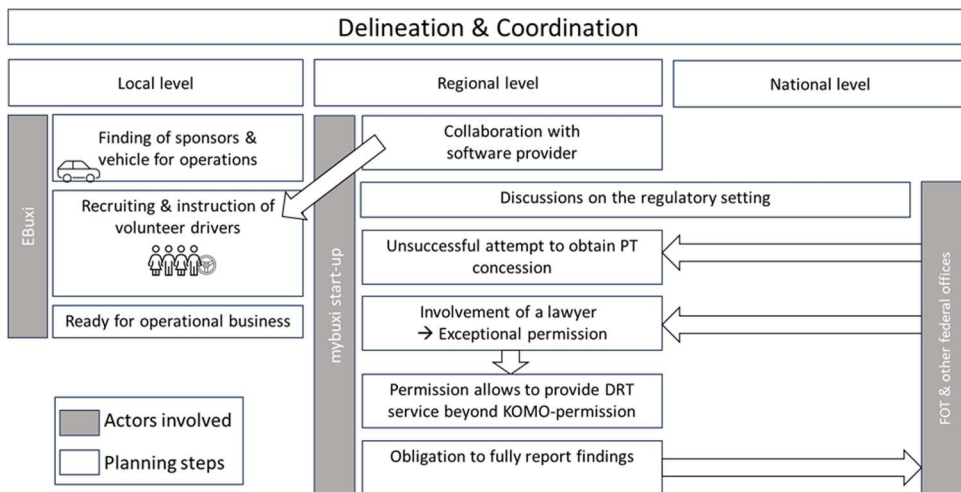 Delineation & Coordination
Local level
Regional level
National level
EBuxi
Finding of sponsors &
vehicle for operations
Recruiting & instruction of
volunteer drivers
Ready for operational business
mybuxi start-up
Collaboration with
software provider
Discussions on the regulatory setting
Unsuccessful attempt to obtain PT
concession
Involvement of a lawyer
→ Exceptional permission
Permission allows to provide DRT
service beyond KOMO-permission
Obligation to fully report findings
FOT & other federal offices
Actors involved
Planning steps